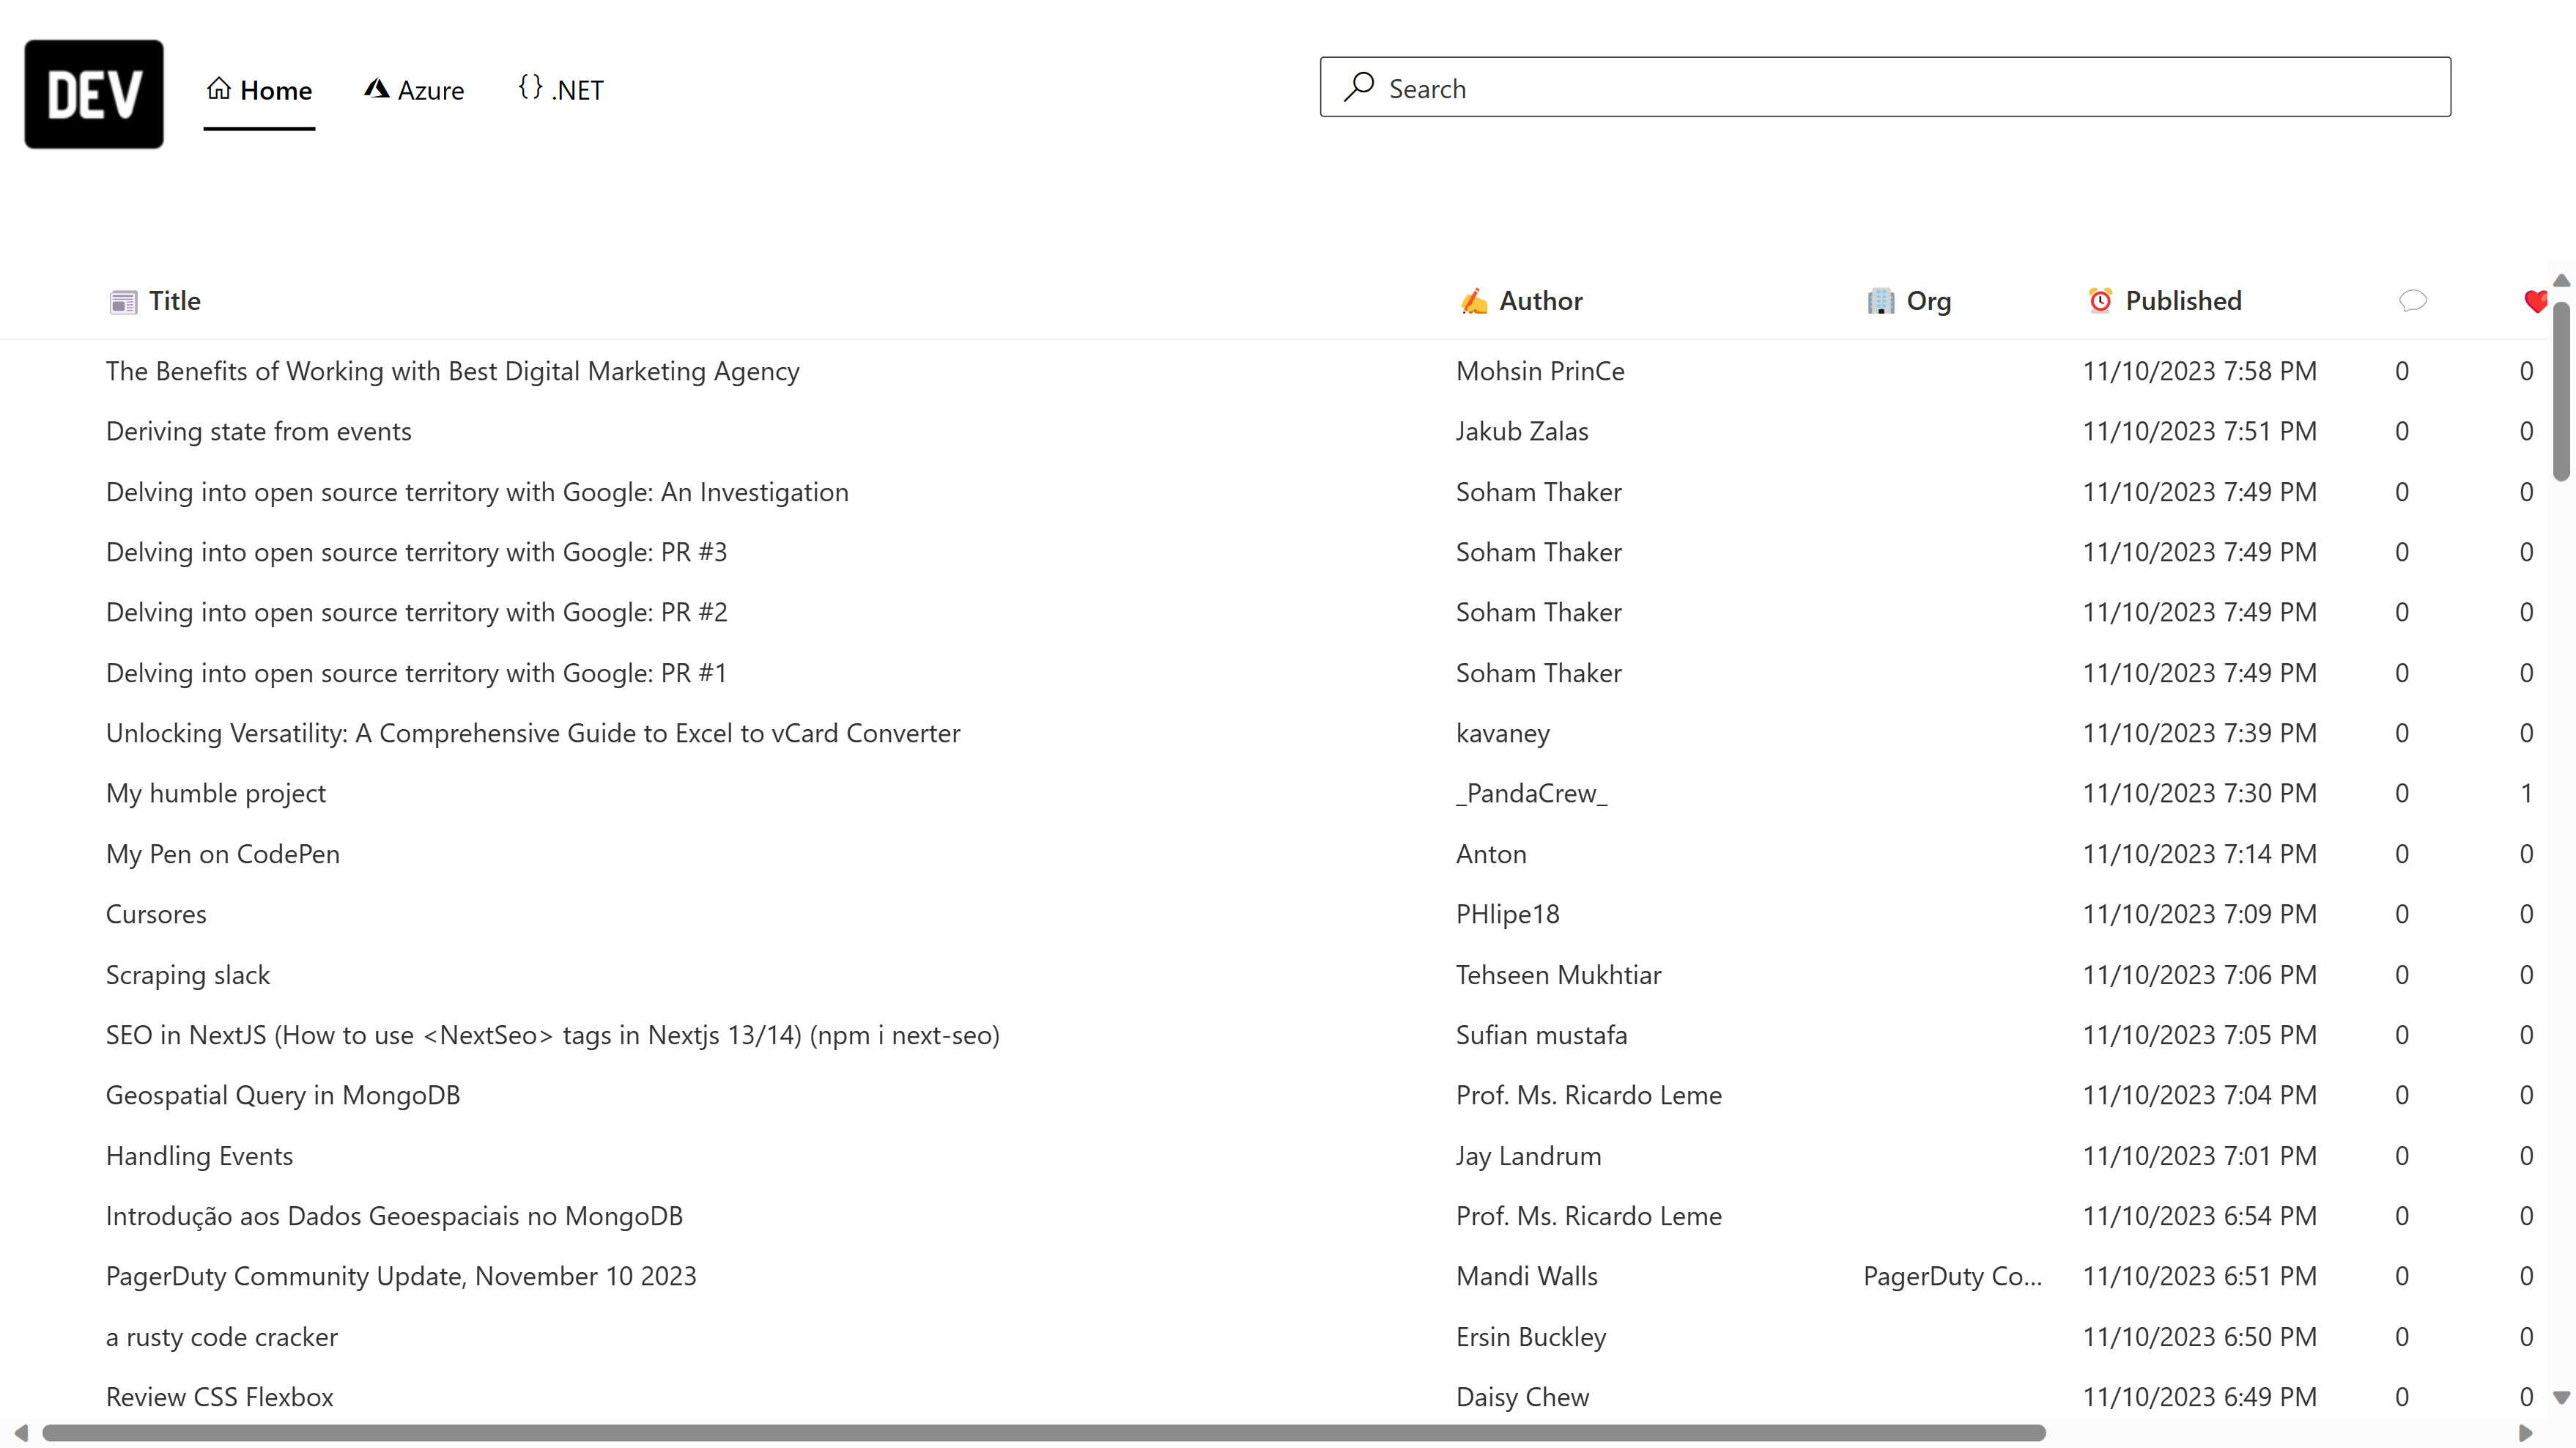 DEV Home Azure {} .NET Search
Title Author Org Published
The Benefits of Working with Best Digital Marketing Agency Mohsin PrinCe 11/10/2023 7:58 PM 0 0
Deriving state from events Jakub Zalas 11/10/2023 7:51 PM 0 0
Delving into open source territory with Google: An Investigation Soham Thaker 11/10/2023 7:49 PM 0 0
Delving into open source territory with Google: PR #3 Soham Thaker 11/10/2023 7:49 PM 0 0
Delving into open source territory with Google: PR #2 Soham Thaker 11/10/2023 7:49 PM 0 0
Delving into open source territory with Google: PR #1 Soham Thaker 11/10/2023 7:49 PM 0 0
Unlocking Versatility: A Comprehensive Guide to Excel to vCard Converter kavaney 11/10/2023 7:39 PM 0 0
My humble project _PandaCrew_ 11/10/2023 7:30 PM 0 1
My Pen on CodePen Anton 11/10/2023 7:14 PM 0 0
Cursores PHlipe18 11/10/2023 7:09 PM 0 0
Scraping slack Tehseen Mukhtiar 11/10/2023 7:06 PM 0 0
SEO in NextJS (How to use <NextSeo> tags in Nextjs 13/14) (npm i next-seo) Sufian mustafa 11/10/2023 7:05 PM 0 0
Geospatial Query in MongoDB Prof. Ms. Ricardo Leme 11/10/2023 7:04 PM 0 0
Handling Events Jay Landrum 11/10/2023 7:01 PM 0 0
Introdução aos Dados Geoespaciais no MongoDB Prof. Ms. Ricardo Leme 11/10/2023 6:54 PM 0 0
PagerDuty Community Update, November 10 2023 Mandi Walls PagerDuty Co... 11/10/2023 6:51 PM 0 0
a rusty code cracker Ersin Buckley 11/10/2023 6:50 PM 0 0
Review CSS Flexbox Daisy Chew 11/10/2023 6:49 PM 0 0